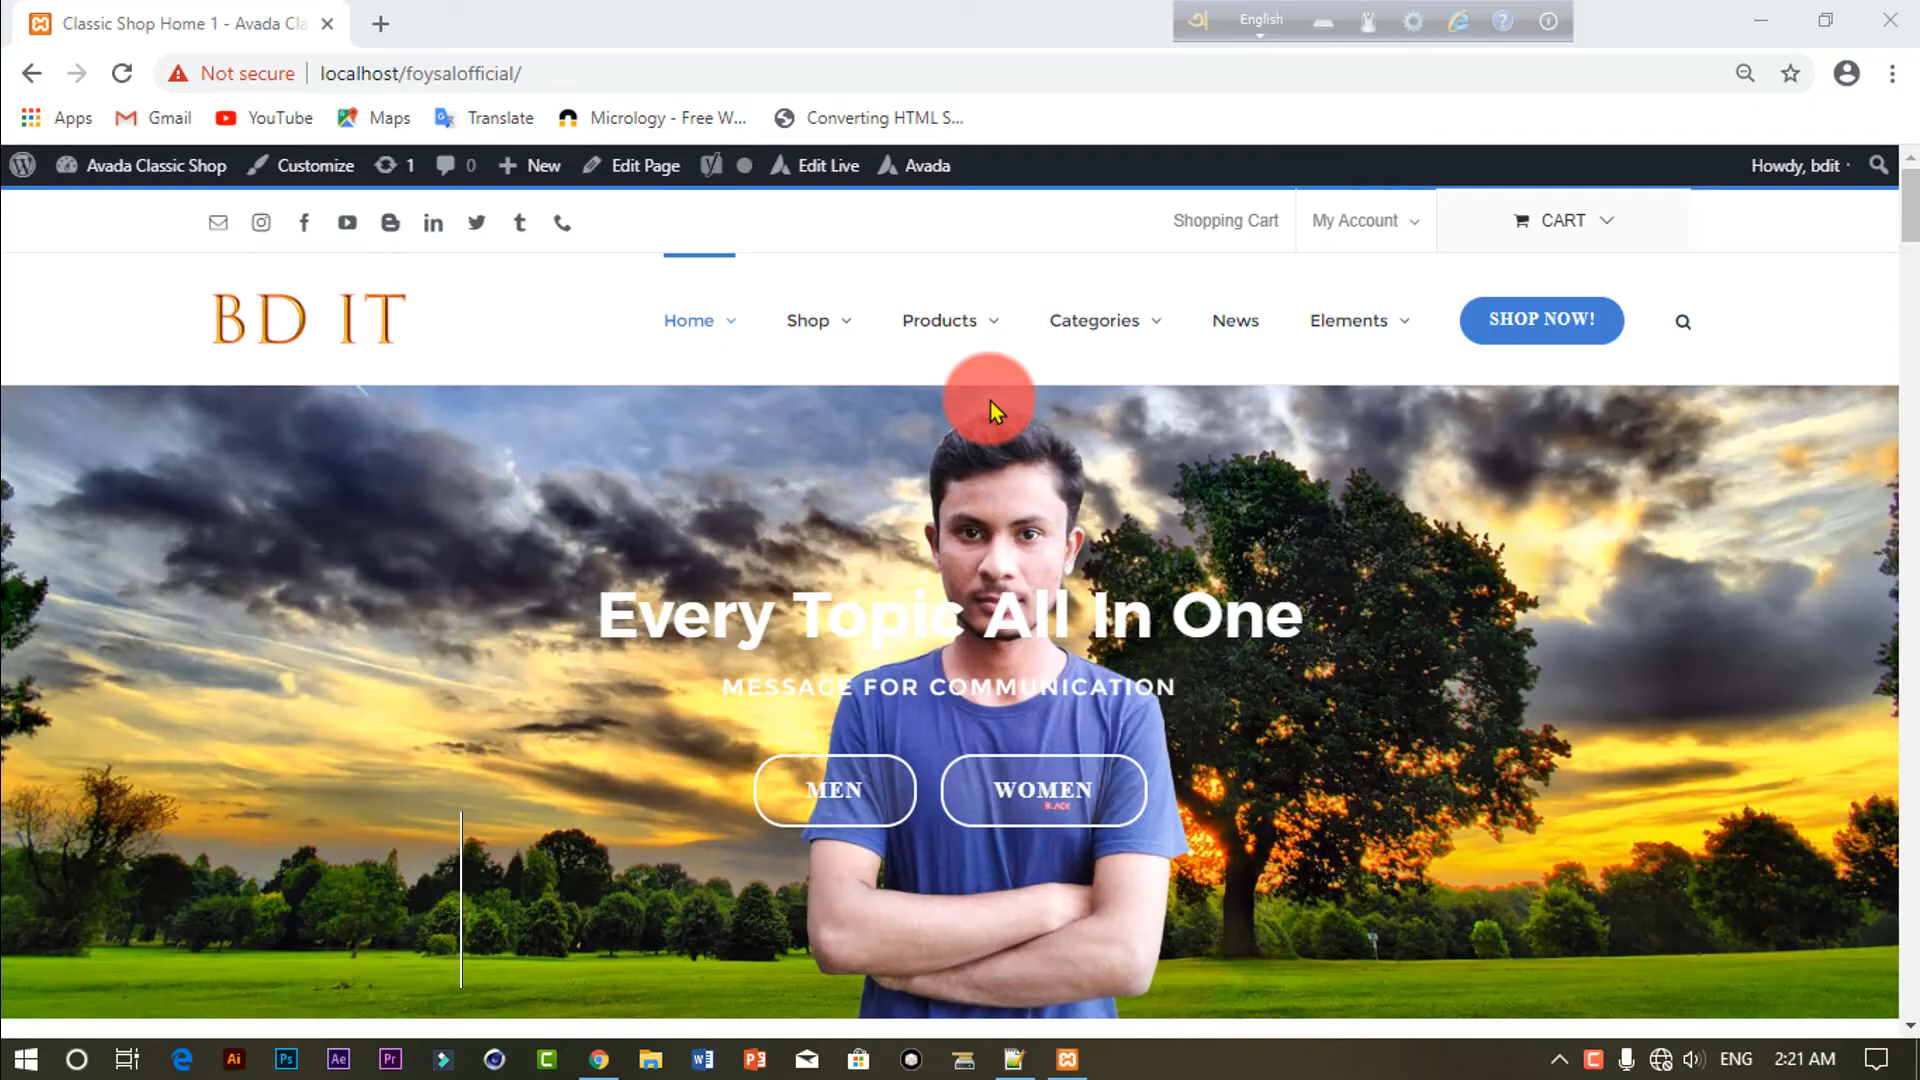 Classic Shop Home 1 - Avada Cla
English
Not secure
localhost/foysalofficial/
Apps
Gmail
YouTube
Maps
Translate
Micrology - Free W...
Converting HTML S...
Avada Classic Shop
Customize
1
0
New
Edit Page
Edit Live
Avada
Howdy, bdit
Shopping Cart
My Account
CART
BD IT
Home
Shop
Products
Categories
News
Elements
SHOP NOW!
Every Topic All In One
MESSAGE FOR COMMUNICATION
MEN
WOMEN
BLACK
ENG
2:21 AM